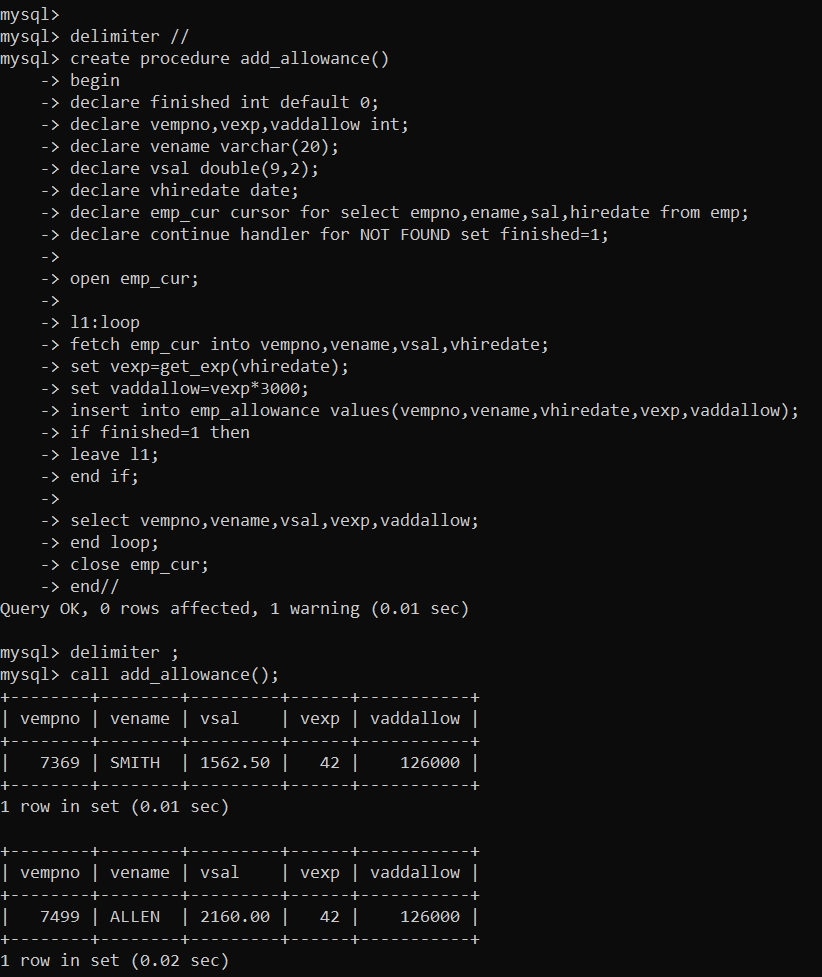 mysql>
mysql> delimiter //
mysql> create procedure add_allowance()
    -> begin
    -> declare finished int default 0;
    -> declare vempno,vexp,vaddallow int;
    -> declare vename varchar(20);
    -> declare vsal double(9,2);
    -> declare vhiredate date;
    -> declare emp_cur cursor for select empno,ename,sal,hiredate from emp;
    -> declare continue handler for NOT FOUND set finished=1;
    ->
    -> open emp_cur;
    ->
    -> l1:loop
    -> fetch emp_cur into vempno,vename,vsal,vhiredate;
    -> set vexp=get_exp(vhiredate);
    -> set vaddallow=vexp*3000;
    -> insert into emp_allowance values(vempno,vename,vhiredate,vexp,vaddallow);
    -> if finished=1 then
    -> leave l1;
    -> end if;
    ->
    -> select vempno,vename,vsal,vexp,vaddallow;
    -> end loop;
    -> close emp_cur;
    -> end//
Query OK, 0 rows affected, 1 warning (0.01 sec)

mysql> delimiter ;
mysql> call add_allowance();
+--------+--------+---------+------+-----------+
| vempno | vename | vsal    | vexp | vaddallow |
+--------+--------+---------+------+-----------+
|   7369 | SMITH  | 1562.50 |   42 |    126000 |
+--------+--------+---------+------+-----------+
1 row in set (0.01 sec)

+--------+--------+---------+------+-----------+
| vempno | vename | vsal    | vexp | vaddallow |
+--------+--------+---------+------+-----------+
|   7499 | ALLEN  | 2160.00 |   42 |    126000 |
+--------+--------+---------+------+-----------+
1 row in set (0.02 sec)